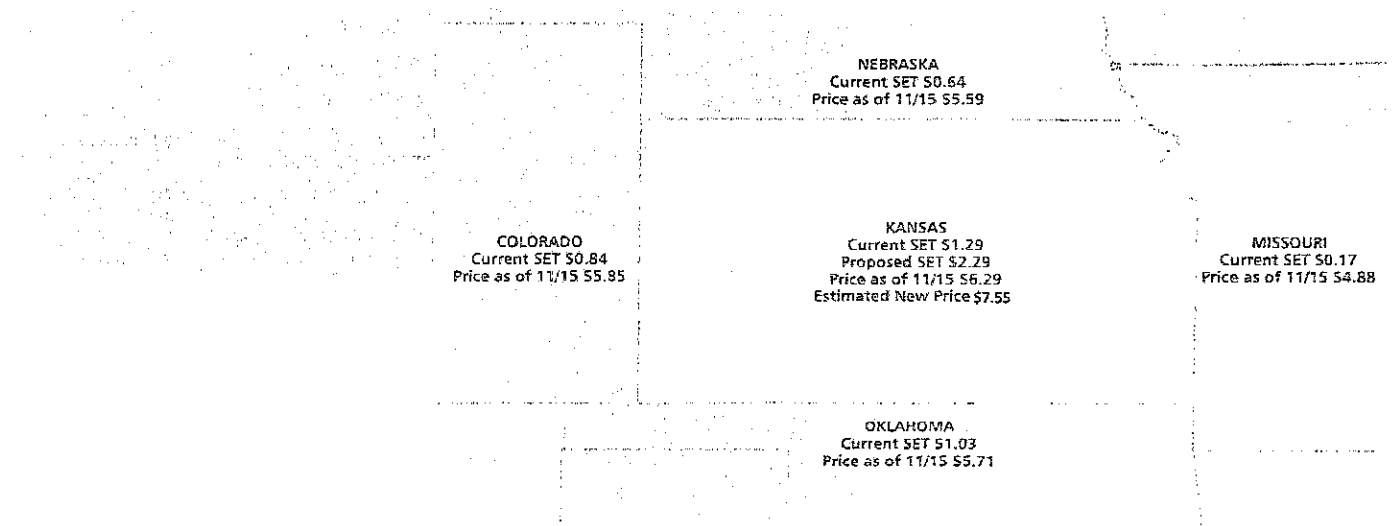 NEBRASKA
Current SET $0.64
Price as of 11/15 $5.59
COLORADO
Current SET $0.84
Price as of 11/15 $5.85
KANSAS
Current SET $1.29
Proposed SET $2.29
Price as of 11/15 $6.29
Estimated New Price $7.55
MISSOURI
Current SET $0.17
Price as of 11/15 $4.88
OKLAHOMA
Current SET $1.03
Price as of 11/15 $5.71